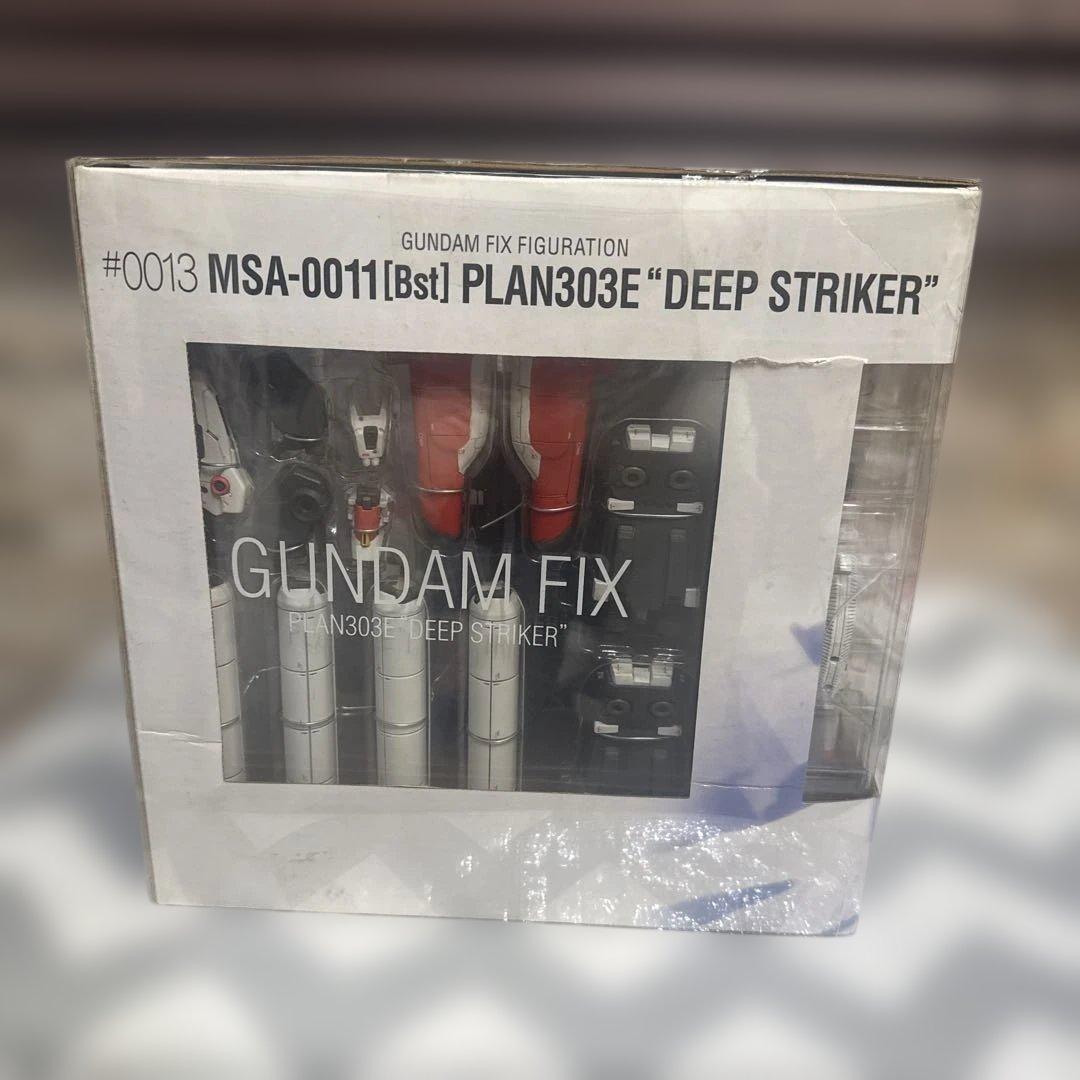 GUNDAM FIX FIGURATION
#0013 MSA-0011[Bst] PLAN303E “DEEP STRIKER”
GUNDAM FIX
PLAN303E “DEEP STRIKER”